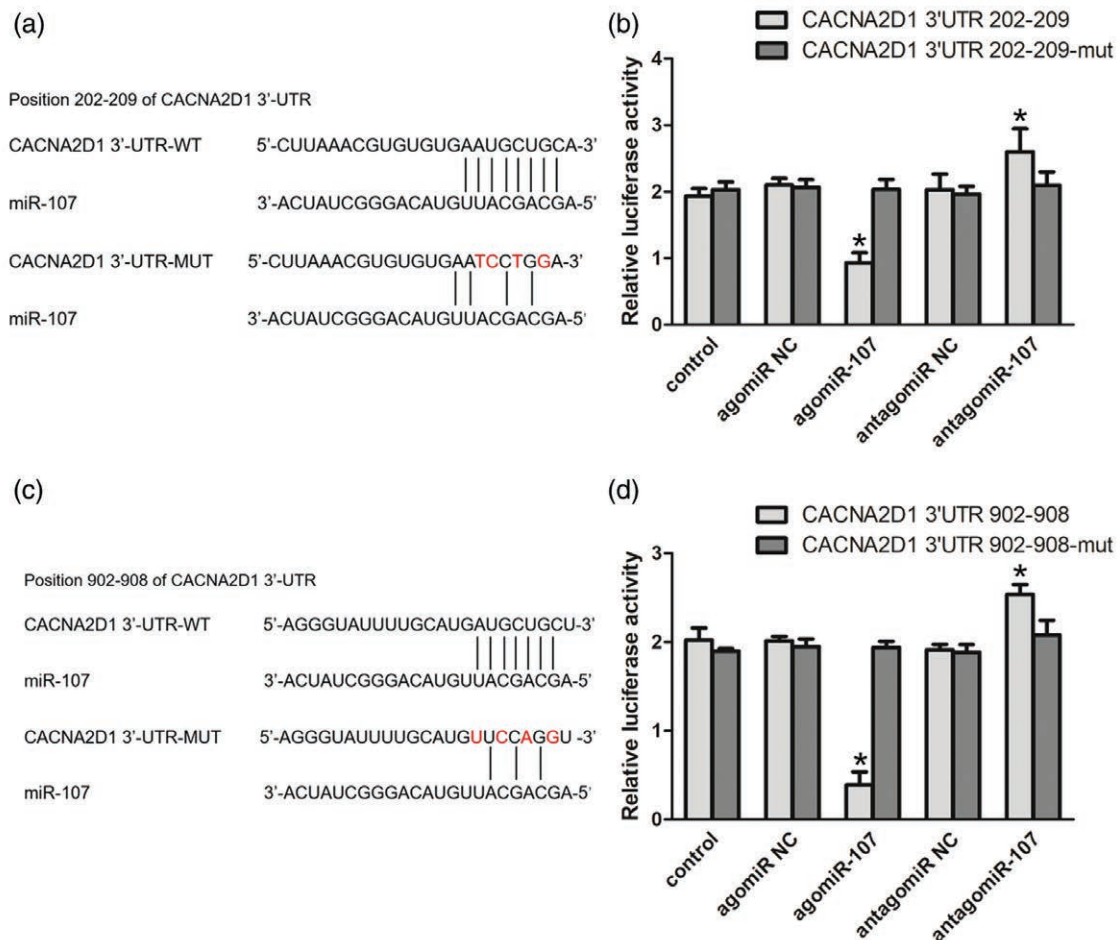 (a)
Position 202-209 of CACNA2D1 3'-UTR
CACNA2D1 3'-UTR-WT 5'-CUUAAACGUGUGUGAAUGCUGCA-3'
miR-107 3'-ACUAUCGGGACAUGUUACGACGA-5'
CACNA2D1 3'-UTR-MUT 5'-CUUAAACGUGUGUGAATCCTGGA-3'
miR-107 3'-ACUAUCGGGACAUGUUACGACGA-5'
(b)
CACNA2D1 3'UTR 202-209
CACNA2D1 3'UTR 202-209-mut
Relative luciferase activity
4
3
2
1
0
*
*
control
agomiR NC
agomiR-107
antagomiR NC
antagomiR-107
(c)
Position 902-908 of CACNA2D1 3'-UTR
CACNA2D1 3'-UTR-WT 5'-AGGGUAUUUUGCAUGAUGCUGCU-3'
miR-107 3'-ACUAUCGGGACAUGUUACGACGA-5'
CACNA2D1 3'-UTR-MUT 5'-AGGGUAUUUUGCAUGUUCCAGGU -3'
miR-107 3'-ACUAUCGGGACAUGUUACGACGA-5'
(d)
CACNA2D1 3'UTR 902-908
CACNA2D1 3'UTR 902-908-mut
Relative luciferase activity
3
2
1
0
*
*
control
agomiR NC
agomiR-107
antagomiR NC
antagomiR-107